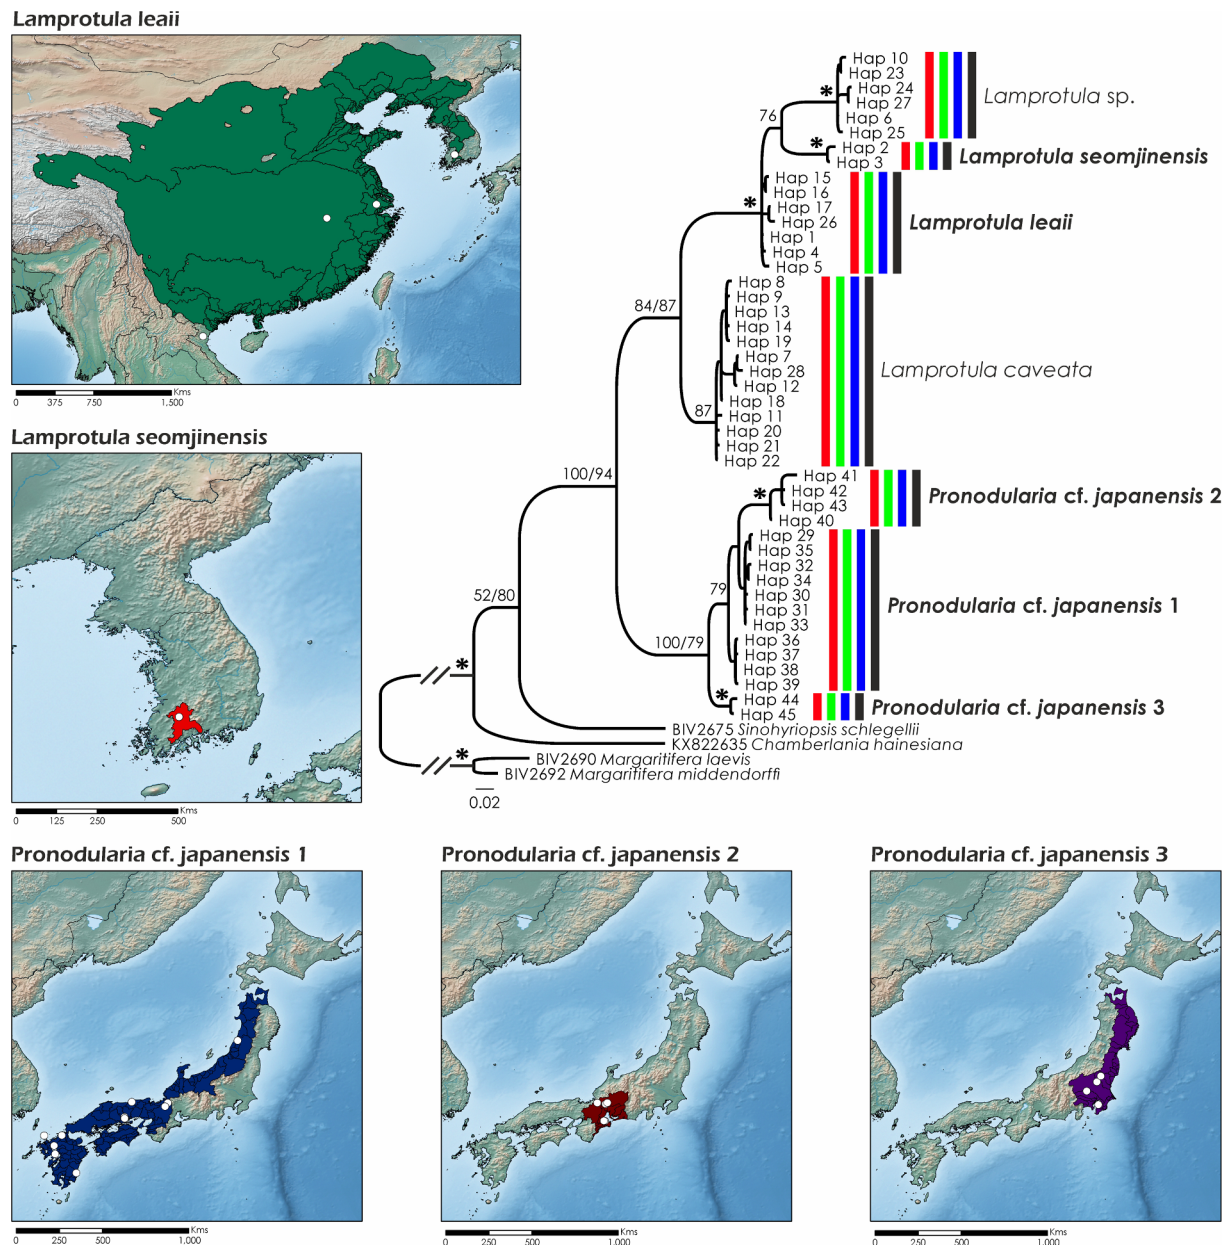 Lamprotula leaii
0 375 750 1,500 Kms
Lamprotula seomjinensis
0 125 250 500 Kms
Hap 10
Hap 23
Hap 24
Hap 27
Hap 6
Hap 25
Lamprotula sp.
Hap 2
Hap 3
Lamprotula seomjinensis
Hap 15
Hap 16
Hap 17
Hap 26
Hap 1
Hap 4
Hap 5
Lamprotula leaii
Hap 8
Hap 9
Hap 13
Hap 14
Hap 19
Hap 7
Hap 28
Hap 12
Hap 18
Hap 11
Hap 20
Hap 21
Hap 22
Lamprotula caveata
Hap 41
Hap 42
Hap 43
Hap 40
Pronodularia cf. japanensis 2
Hap 29
Hap 35
Hap 32
Hap 34
Hap 30
Hap 31
Hap 33
Hap 36
Hap 37
Hap 38
Hap 39
Pronodularia cf. japanensis 1
Hap 44
Hap 45
Pronodularia cf. japanensis 3
BIV2675 Sinohyriopsis schlegellii
KX822635 Chamberlania hainesiana
BIV2690 Margaritifera laevis
BIV2692 Margaritifera middendorffi
*
76
*
*
84/87
87
100/94
*
79
52/80
100/79
*
*
*
0.02
Pronodularia cf. japanensis 1
0 250 500 1,000 Kms
Pronodularia cf. japanensis 2
0 250 500 1,000 Kms
Pronodularia cf. japanensis 3
0 250 500 1,000 Kms